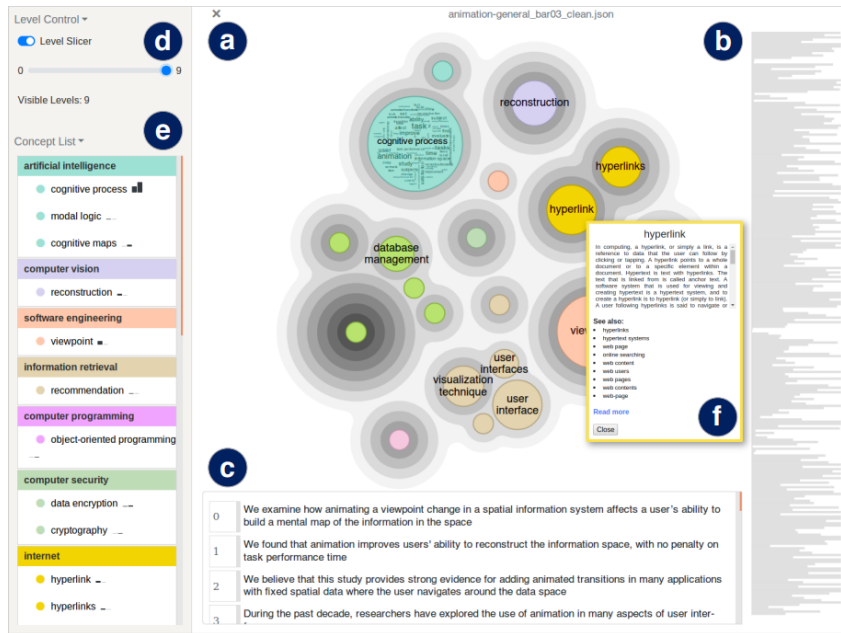 Level Control
d
Level Slicer
0
9
Visible Levels: 9
e
Concept List
artificial intelligence
cognitive process
modal logic
cognitive maps
computer vision
reconstruction
software engineering
viewpoint
information retrieval
recommendation
computer programming
object-oriented programming
computer security
data encryption
cryptography
internet
hyperlink
hyperlinks
×
animation-general_bar03_clean.json
a
b
reconstruction
task
cognitive process
animation
hyperlinks
hyperlink
database
management
view
user
interfaces
visualization
technique
user
interface
hyperlink
In computing, a hyperlink, or simply a link, is a
reference to data that the user can follow by
clicking or tapping. A hyperlink points to a whole
document or to a specific element within a
document. Hypertext is text with hyperlinks. The
text that is linked from is called anchor text. A
software system that is used for viewing and
creating hypertext is a hypertext system, and to
create a hyperlink is to hyperlink (or simply to link).
A user following hyperlinks is said to navigate or
See also:
hyperlinks
hypertext systems
web page
online searching
web content
web users
web pages
web contents
web-page
Read more
Close
f
c
0 We examine how animating a viewpoint change in a spatial information system affects a user's ability to
build a mental map of the information in the space
1 We found that animation improves users' ability to reconstruct the information space, with no penalty on
task performance time
2 We believe that this study provides strong evidence for adding animated transitions in many applications
with fixed spatial data where the user navigates around the data space
3 During the past decade, researchers have explored the use of animation in many aspects of user inter-